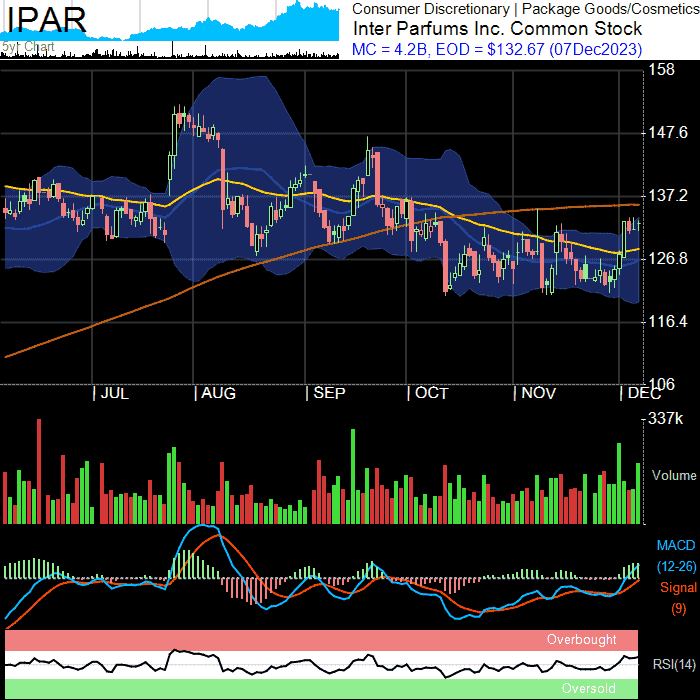 IPAR
5yr Chart
Consumer Discretionary | Package Goods/Cosmetics
Inter Parfums Inc. Common Stock
MC = 4.2B, EOD = $132.67 (07Dec2023)
158
147.6
137.2
126.8
116.4
106
| JUL | AUG | SEP | OCT | NOV | DEC
337k
Volume
MACD
(12-26)
Signal
(9)
Overbought
RSI(14)
Oversold